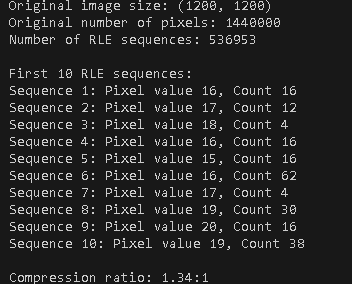 Original image size: (1200, 1200)
Original number of pixels: 1440000
Number of RLE sequences: 536953
First 10 RLE sequences:
Sequence 1: Pixel value 16, Count 16
Sequence 2: Pixel value 17, Count 12
Sequence 3: Pixel value 18, Count 4
Sequence 4: Pixel value 16, Count 16
Sequence 5: Pixel value 15, Count 16
Sequence 6: Pixel value 16, Count 62
Sequence 7: Pixel value 17, Count 4
Sequence 8: Pixel value 19, Count 30
Sequence 9: Pixel value 20, Count 16
Sequence 10: Pixel value 19, Count 38
Compression ratio: 1.34:1